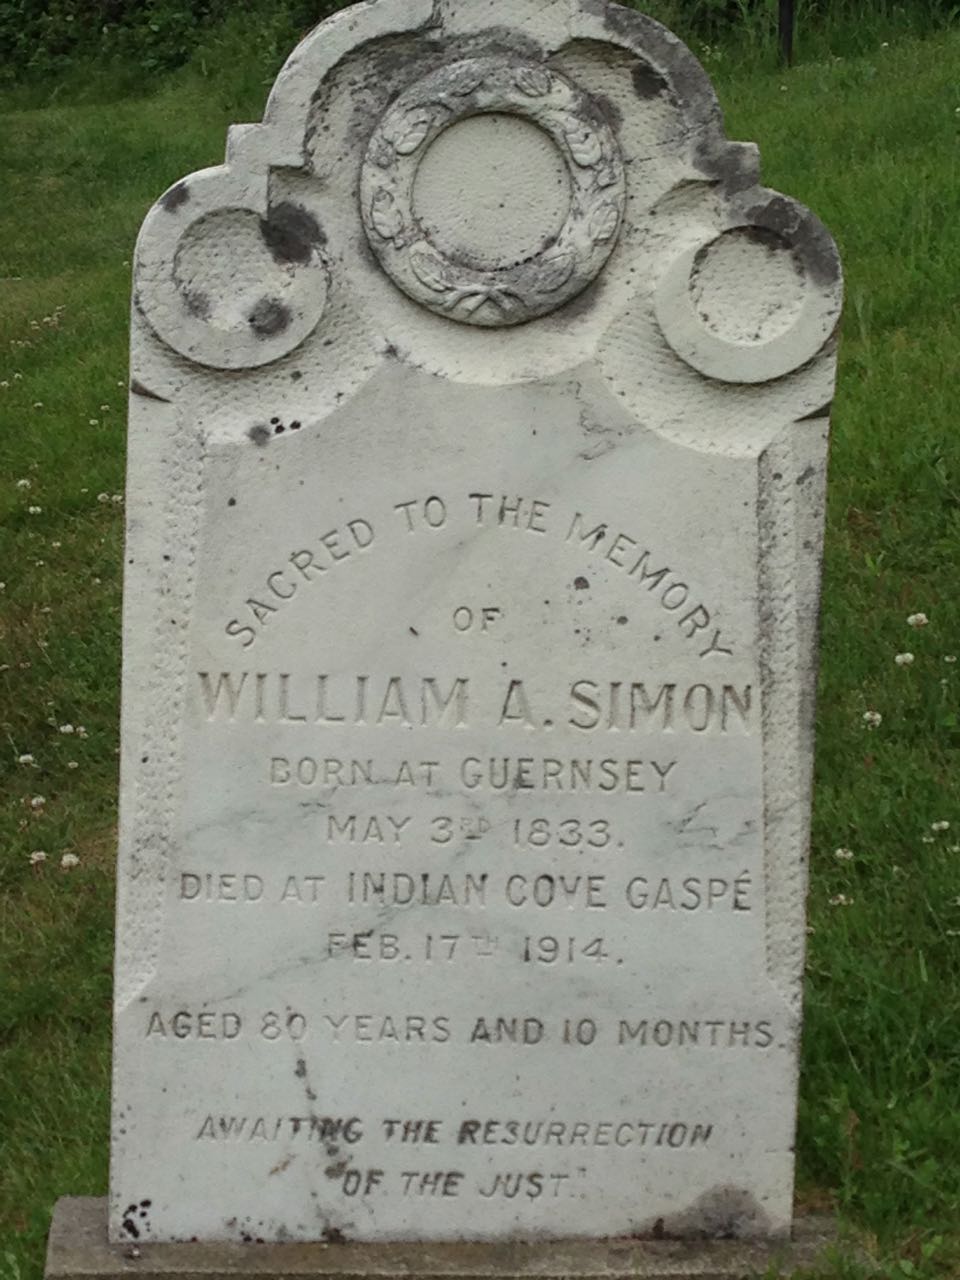 SACRED TO THE MEMORY
OF
WILLIAM A. SIMON
BORN AT GUERNSEY
MAY 3RD 1833.
DIED AT INDIAN COVE GASPÉ
FEB. 17TH 1914.
AGED 80 YEARS AND 10 MONTHS.
AWAITING THE RESURRECTION
OF THE JUST."